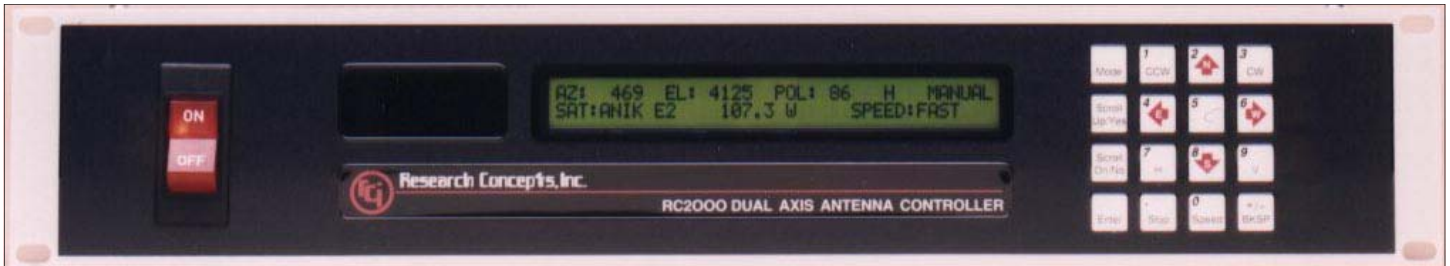 ON
OFF
AZ: 469 EL: 4125 POL: 86 H MANUAL
SAT:ANIK E2 107.3 W SPEED:FAST
Research Concepts, Inc.
RC2000 DUAL AXIS ANTENNA CONTROLLER
Mode 1 CCW 2 N 3 CW
Scroll Up/Yes 4 E 5 6 W
Scroll Dn/No 7 H 8 S 9 V
Enter . Stop 0 Speed +/- BKSP